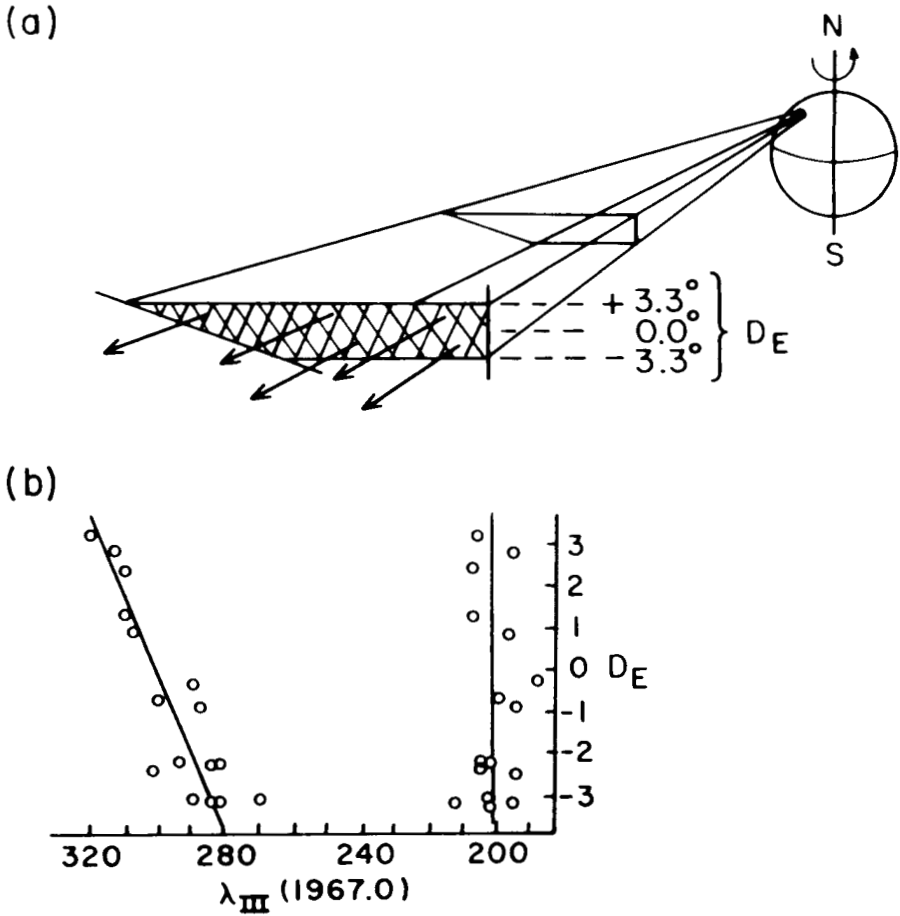 (a)
N
S
+ 3.3°
0.0°
- 3.3°
D_E
(b)
3
2
1
0 D_E
-1
-2
-3
320 280 240 200
λ_III (1967.0)